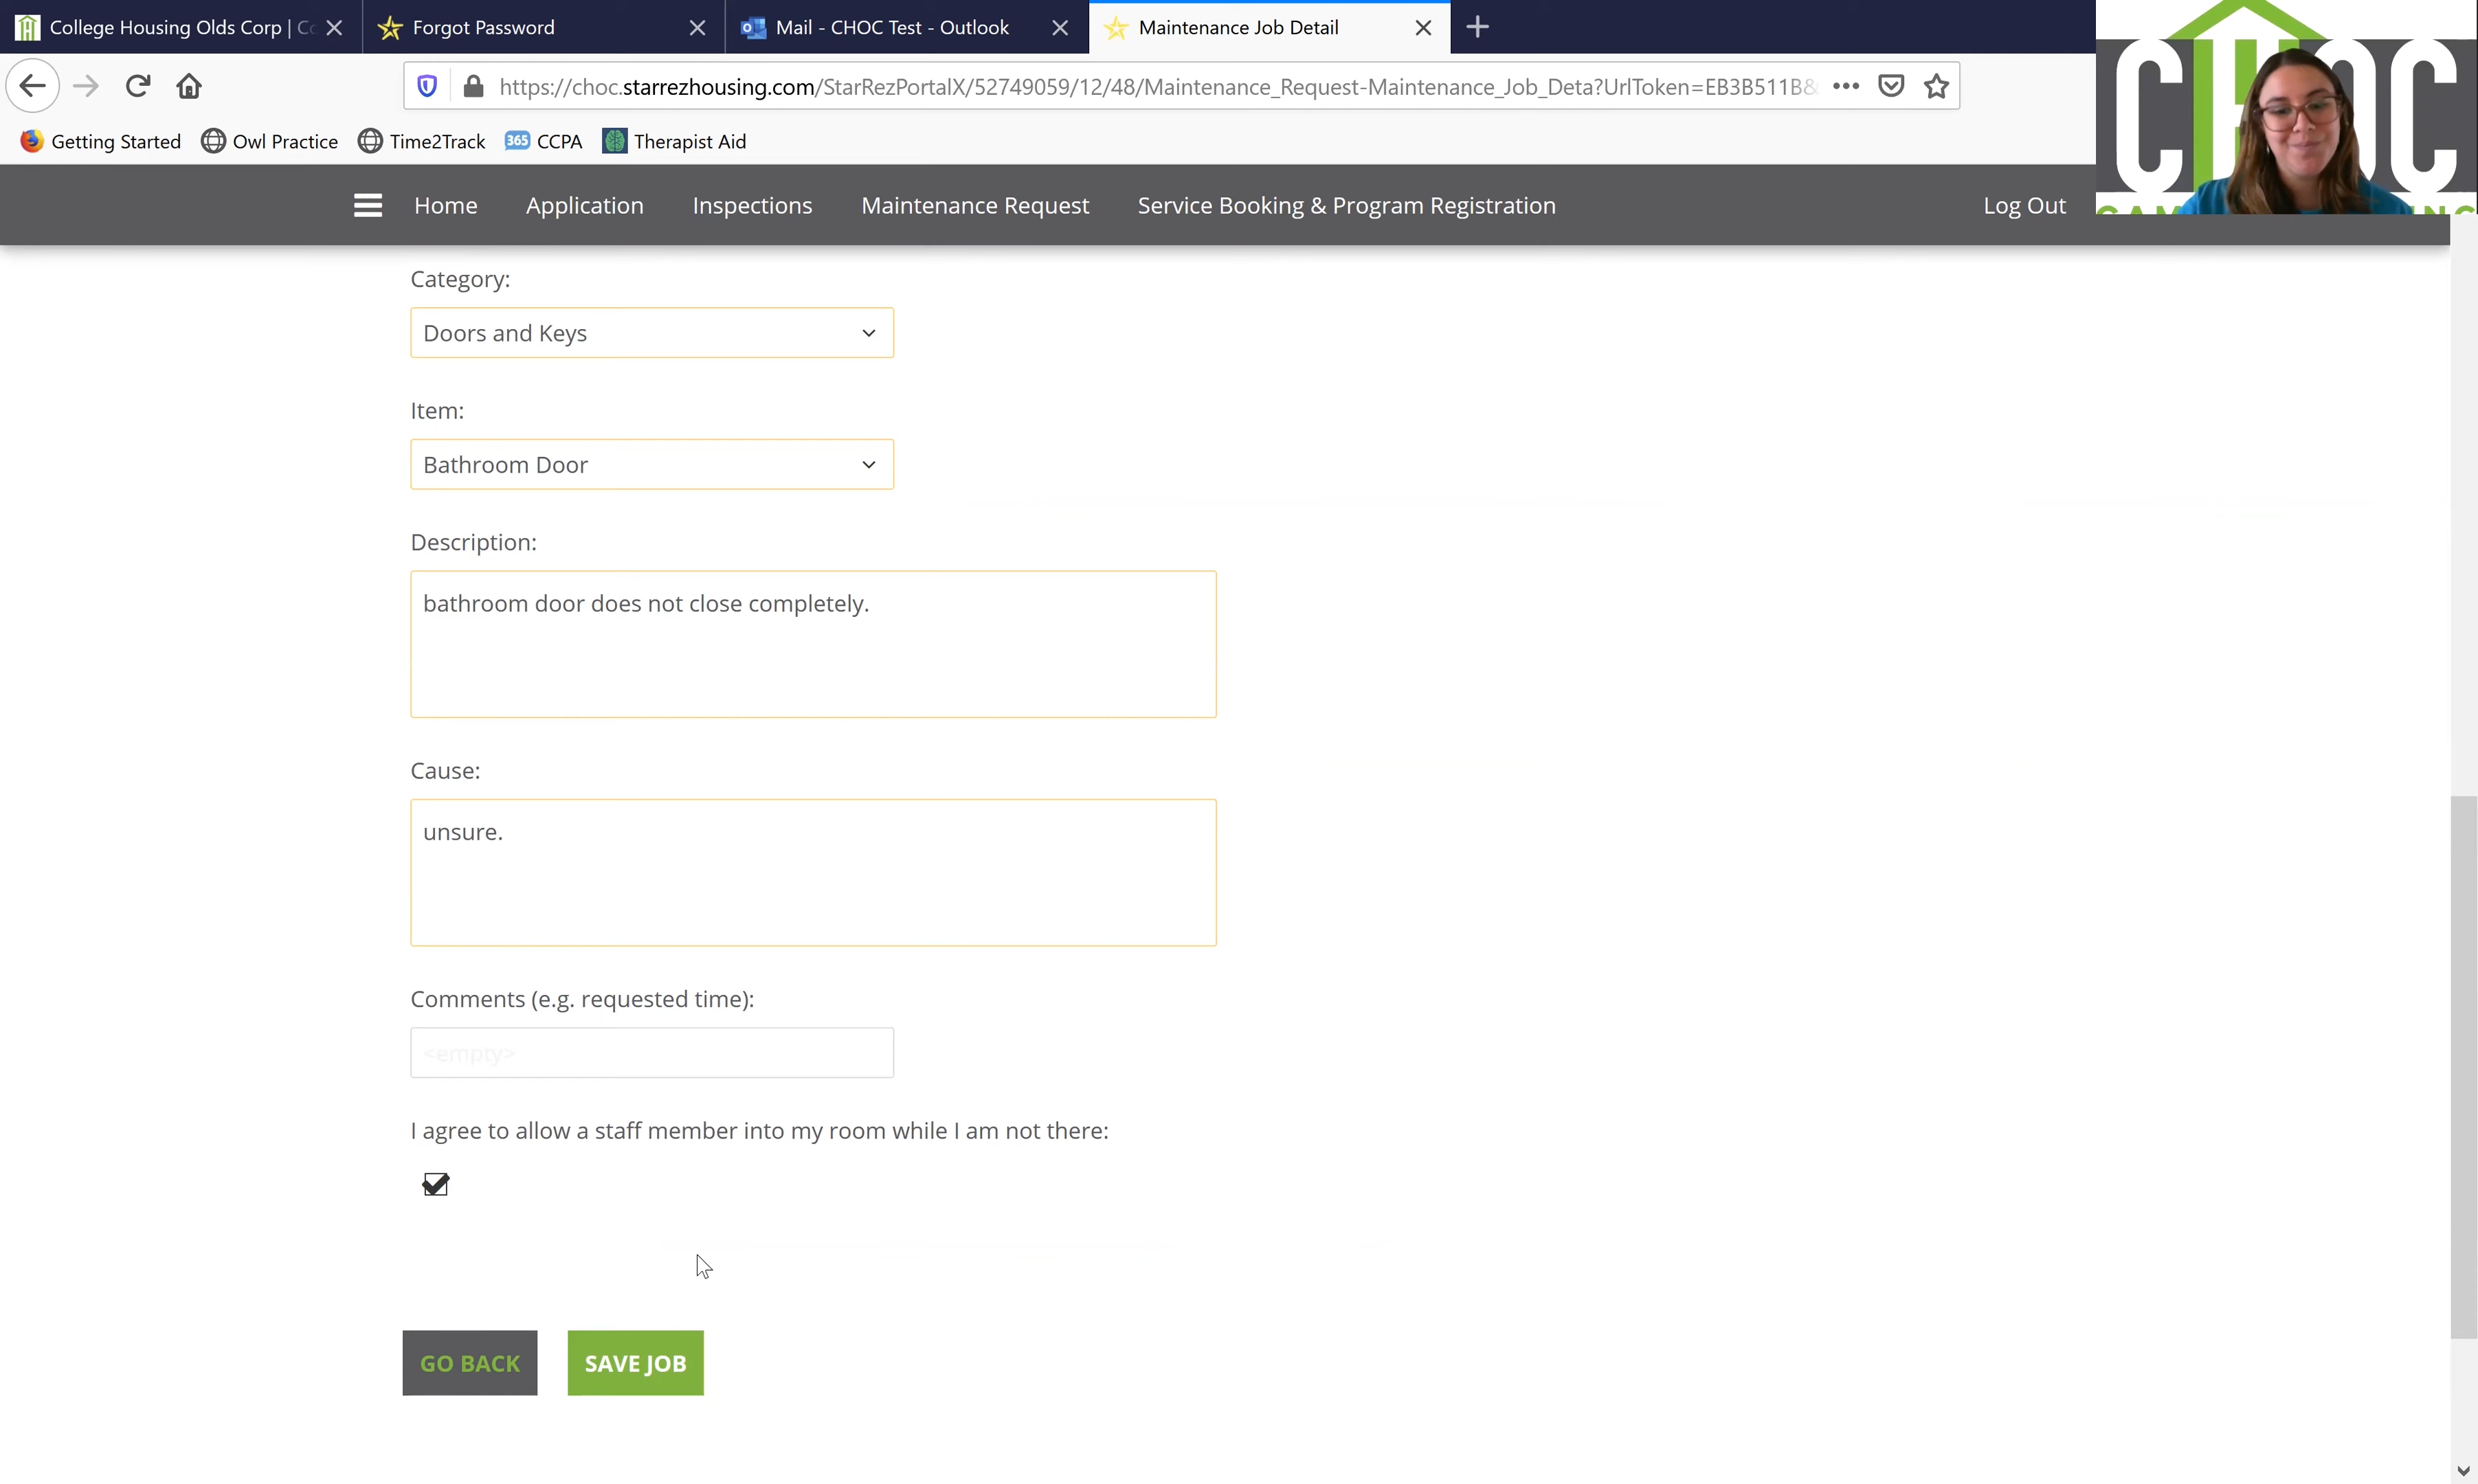 College Housing Olds Corp | Co
Forgot Password
Mail - CHOC Test - Outlook
Maintenance Job Detail
https://choc.starrezhousing.com/StarRezPortalX/52749059/12/48/Maintenance_Request-Maintenance_Job_Deta?UrlToken=EB3B511B&
Getting Started
Owl Practice
Time2Track
365 CCPA
Therapist Aid
CHOC
Home
Application
Inspections
Maintenance Request
Service Booking & Program Registration
Log Out
Category:
Doors and Keys
Item:
Bathroom Door
Description:
bathroom door does not close completely.
Cause:
unsure.
Comments (e.g. requested time):
<empty>
I agree to allow a staff member into my room while I am not there:
GO BACK
SAVE JOB